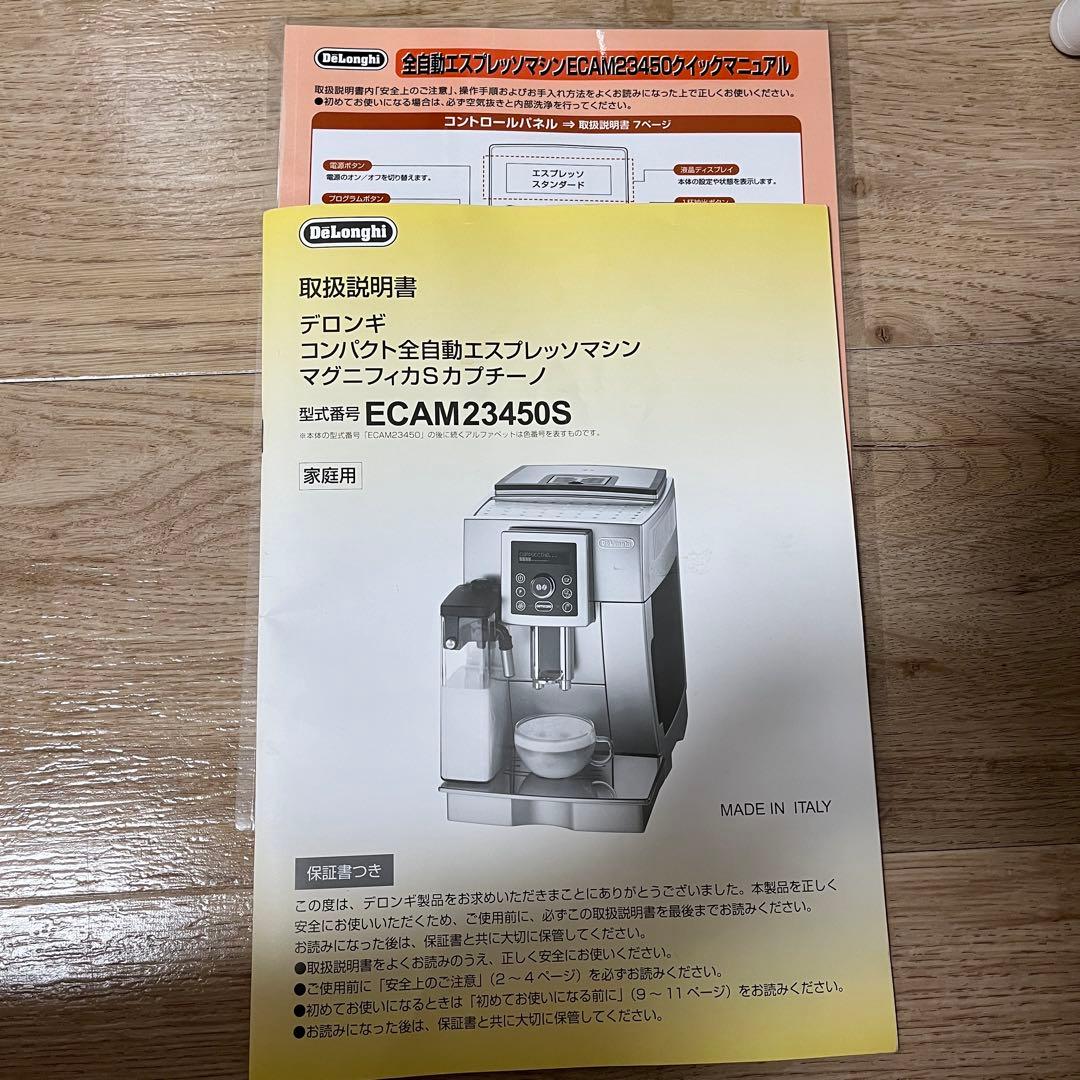 DeLonghi 全自動エスプレッソマシンECAM23450クイックマニュアル
取扱説明書内「安全上のご注意」、操作手順およびお手入れ方法をよくお読みになった上で正しくお使いください。
●初めてお使いになる場合は、必ず空気抜きと内部洗浄を行ってください。
コントロールパネル ⇒ 取扱説明書 7ページ
電源ボタン
電源のオン/オフを切り替えます。
プログラムボタン
エスプレッソ
スタンダード
液晶ディスプレイ
本体の設定や状態を表示します。
1杯抽出ボタン
DeLonghi
取扱説明書
デロンギ
コンパクト全自動エスプレッソマシン
マグニフィカSカプチーノ
型式番号 ECAM23450S
※本体の型式番号「ECAM23450」の後に続くアルファベットは色番号を表すものです。
家庭用
DeLonghi
MADE IN ITALY
保証書つき
この度は、デロンギ製品をお求めいただきまことにありがとうございました。本製品を正しく
安全にお使いいただくため、ご使用前に、必ずこの取扱説明書を最後までお読みください。
お読みになった後は、保証書と共に大切に保管してください。
●取扱説明書をよくお読みのうえ、正しく安全にお使いください。
●ご使用前に「安全上のご注意」(2～4ページ)を必ずお読みください。
●初めてお使いになるときは「初めてお使いになる前に」(9～11ページ)をお読みください。
●お読みになった後は、保証書と共に大切に保管してください。